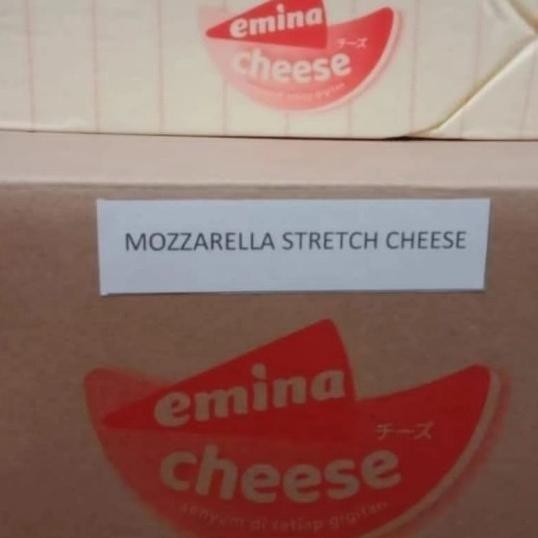 emina
チーズ
cheese
MOZZARELLA STRETCH CHEESE
emina
チーズ
cheese
senyum di setiap gigitan